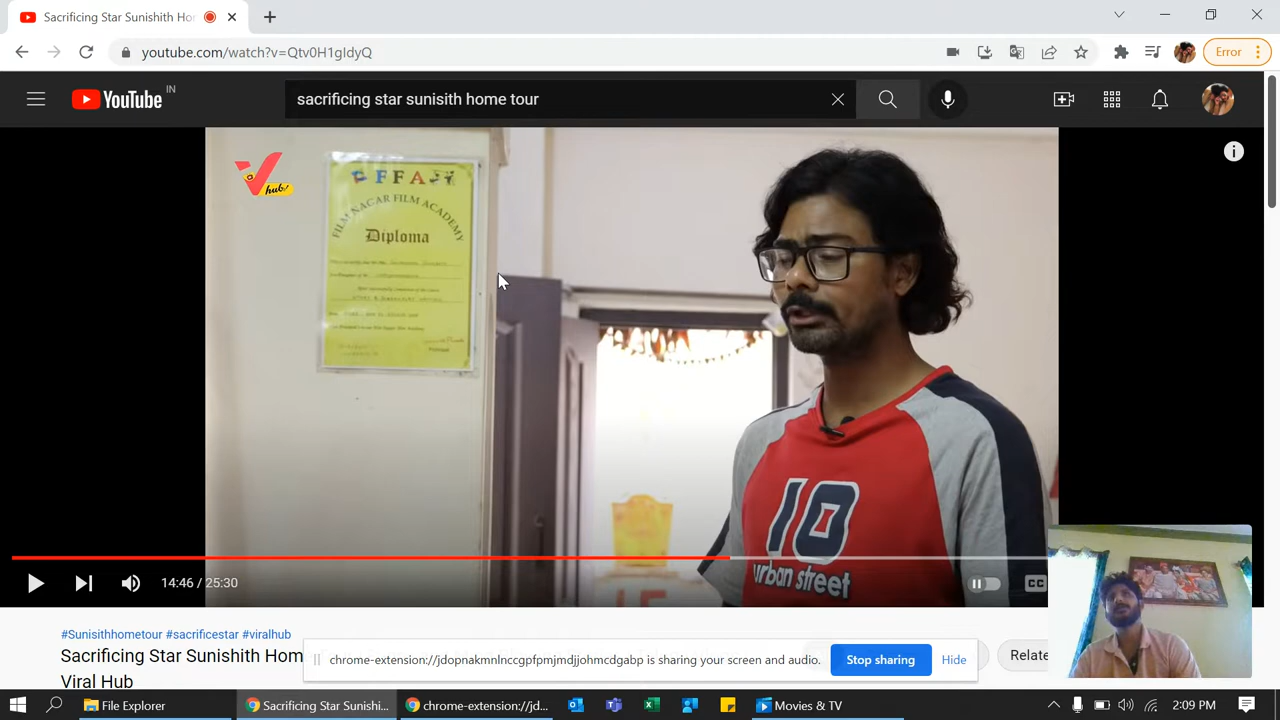 Sacrificing Star Sunishith Ho
youtube.com/watch?v=Qtv0H1gIdyQ
Error
YouTube
IN
sacrificing star sunisith home tour
V
hub!
FFA
FILM NAGAR FILM ACADEMY
Diploma
10
urban street
14:46 / 25:30
CC
#Sunisithhometour #sacrificestar #viralhub
Sacrificing Star Sunishith Hom
Viral Hub
chrome-extension://jdopnakmnlnccgpfpmjmdjjohmcdgabp is sharing your screen and audio.
Stop sharing
Hide
Relate
File Explorer
Sacrificing Star Sunishi...
chrome-extension://jd...
Movies & TV
2:09 PM